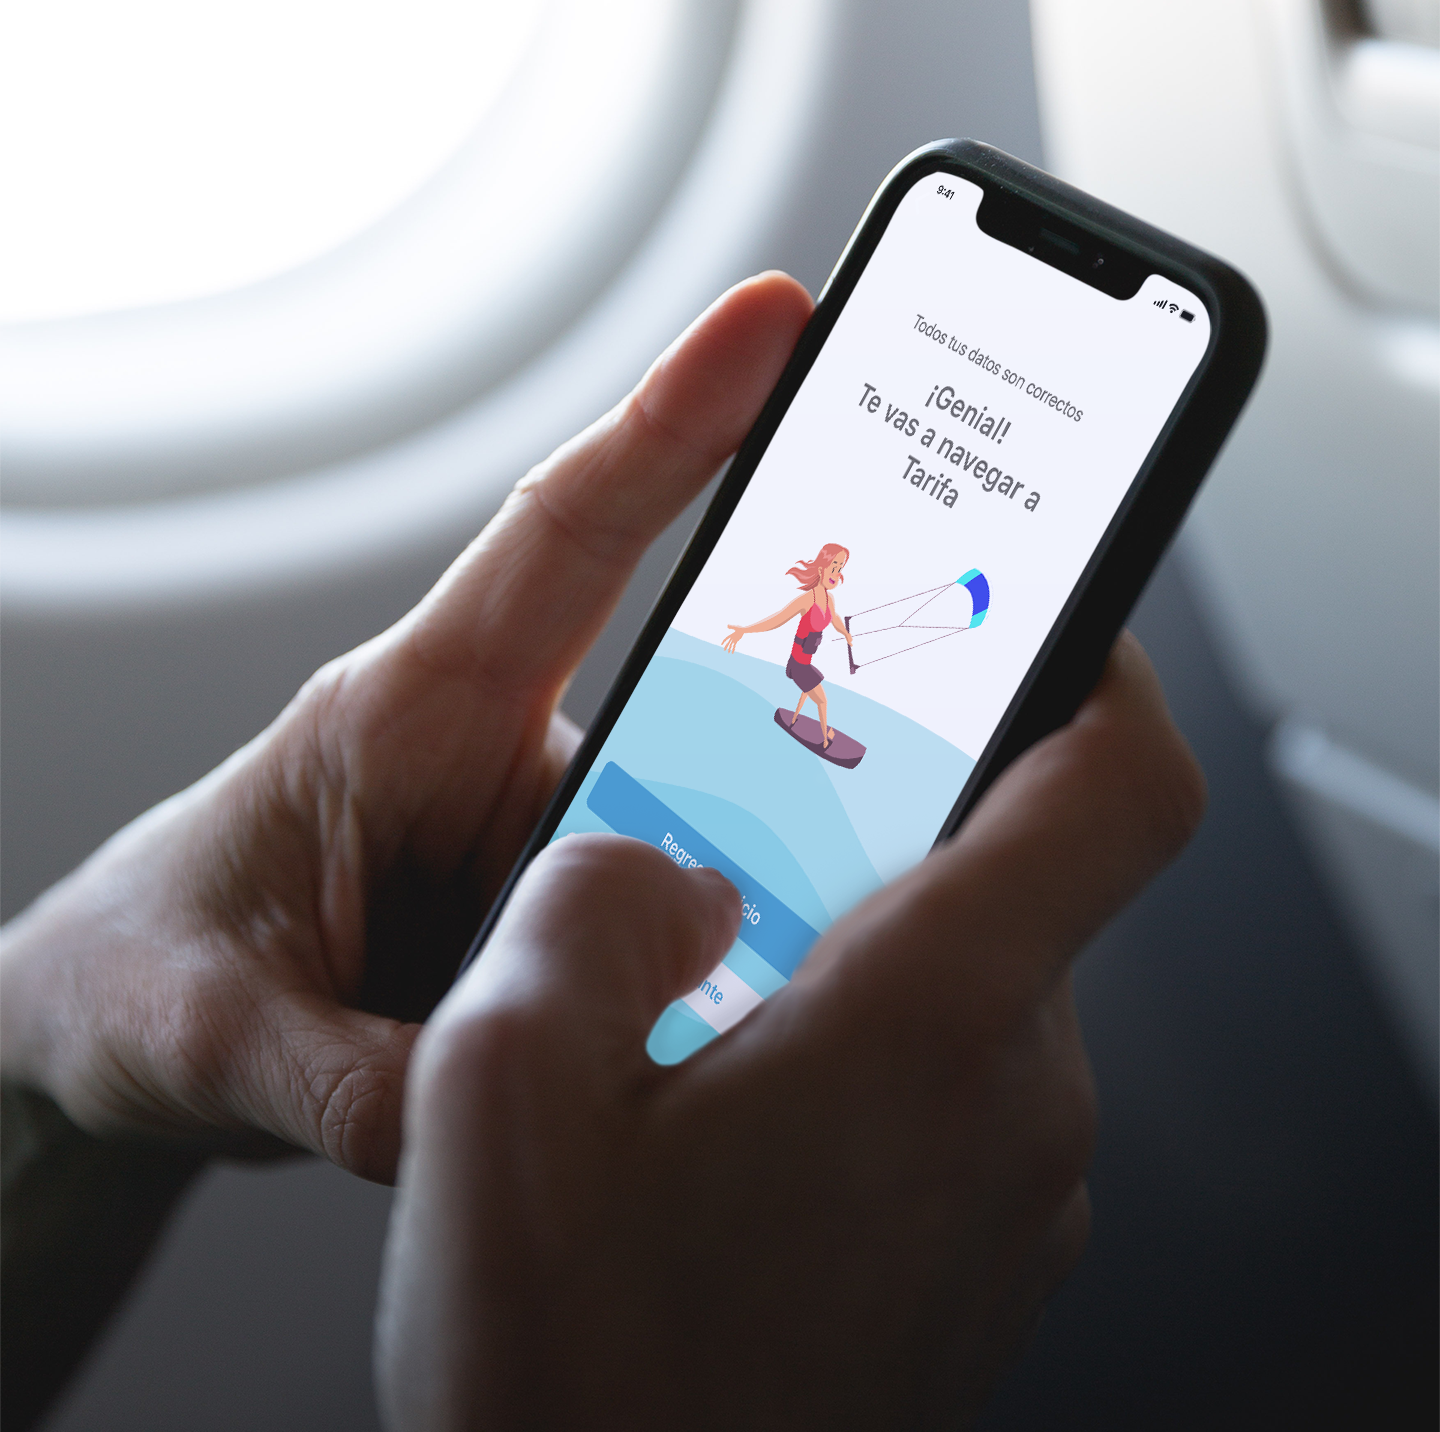 9:41
Todos tus datos son correctos
¡Genial!
Te vas a navegar a
Tarifa